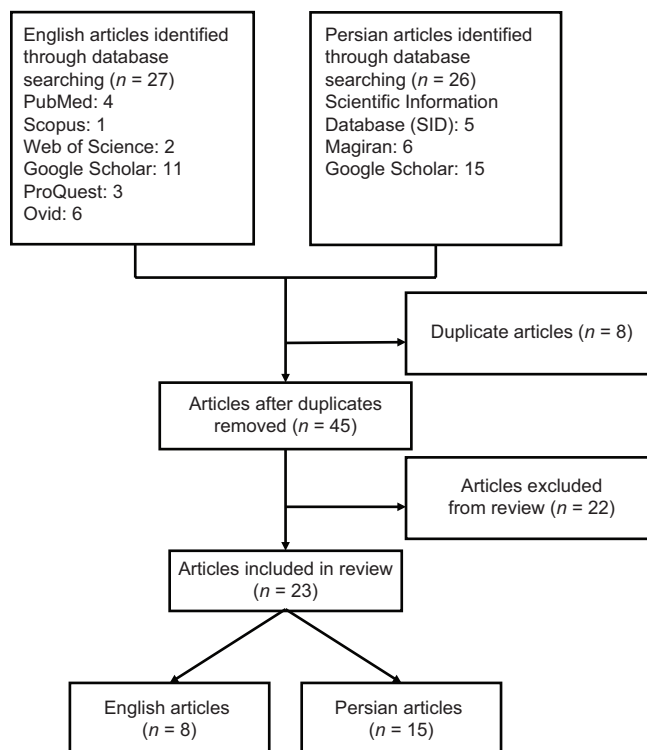 English articles identified
through database
searching (n = 27)
PubMed: 4
Scopus: 1
Web of Science: 2
Google Scholar: 11
ProQuest: 3
Ovid: 6
Persian articles identified
through database
searching (n = 26)
Scientific Information
Database (SID): 5
Magiran: 6
Google Scholar: 15
Duplicate articles (n = 8)
Articles after duplicates
removed (n = 45)
Articles excluded
from review (n = 22)
Articles included in review
(n = 23)
English articles
(n = 8)
Persian articles
(n = 15)